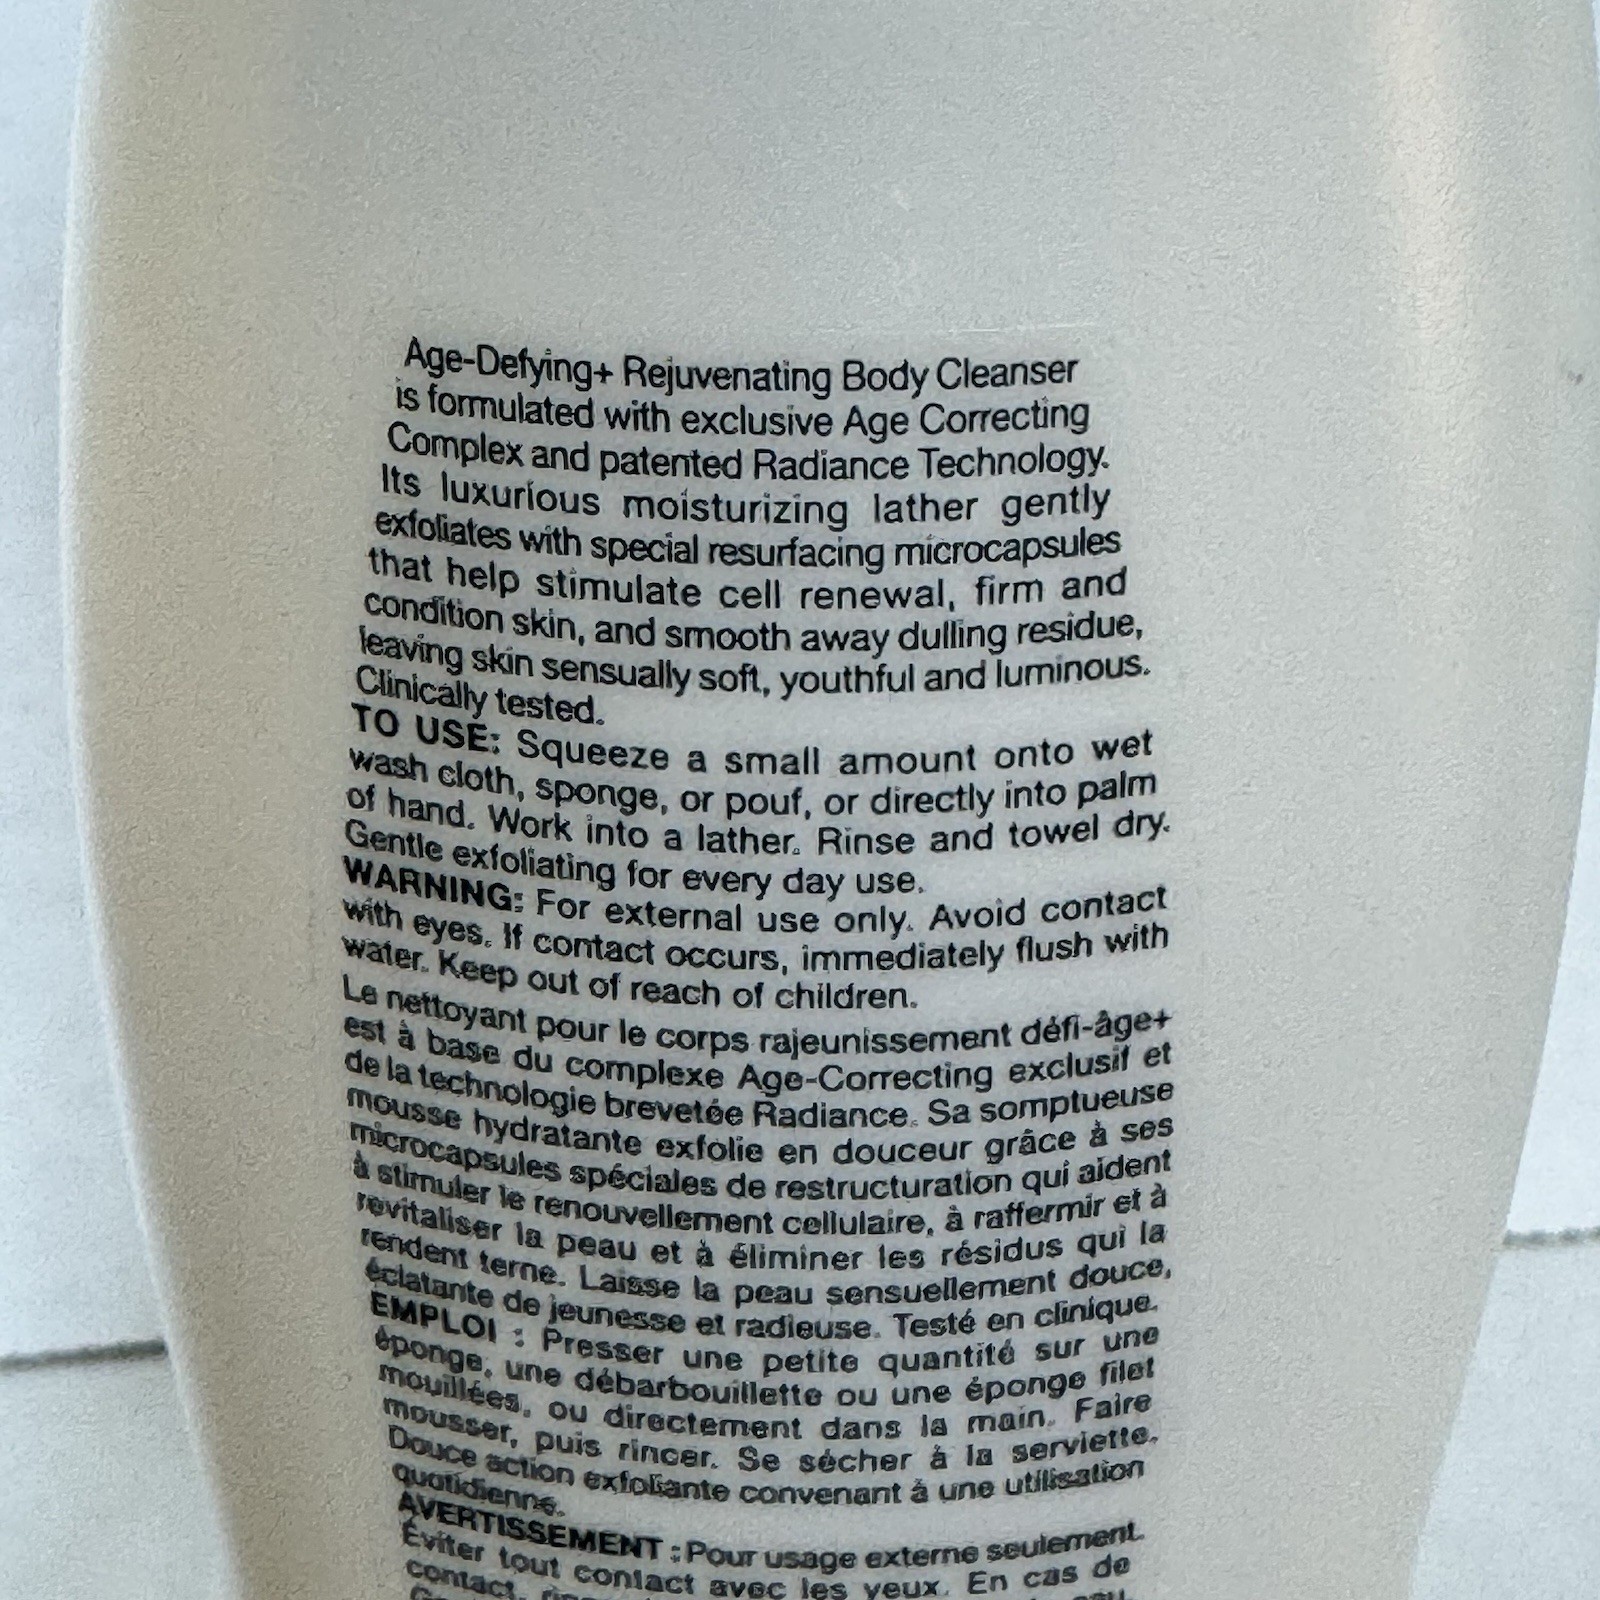 Age-Defying+ Rejuvenating Body Cleanser
is formulated with exclusive Age Correcting
Complex and patented Radiance Technology.
Its luxurious moisturizing lather gently
exfoliates with special resurfacing microcapsules
that help stimulate cell renewal, firm and
condition skin, and smooth away dulling residue,
leaving skin sensually soft, youthful and luminous.
Clinically tested.
TO USE: Squeeze a small amount onto wet
wash cloth, sponge, or pouf, or directly into palm
of hand. Work into a lather. Rinse and towel dry.
Gentle exfoliating for every day use.
WARNING: For external use only. Avoid contact
with eyes. If contact occurs, immediately flush with
water. Keep out of reach of children.
Le nettoyant pour le corps rajeunissement défi-âge+
est à base du complexe Age-Correcting exclusif et
de la technologie brevetée Radiance. Sa somptueuse
mousse hydratante exfolie en douceur grâce à ses
microcapsules spéciales de restructuration qui aident
à stimuler le renouvellement cellulaire, à raffermir et à
revitaliser la peau et à éliminer les résidus qui la
rendent terne. Laisse la peau sensuellement douce,
éclatante de jeunesse et radieuse. Testé en clinique.
EMPLOI : Presser une petite quantité sur une
éponge, une débarbouillette ou une éponge filet
mouillées, ou directement dans la main. Faire
mousser, puis rincer. Se sécher à la serviette.
Douce action exfoliante convenant à une utilisation
quotidienne.
AVERTISSEMENT : Pour usage externe seulement.
Éviter tout contact avec les yeux. En cas de
contact,